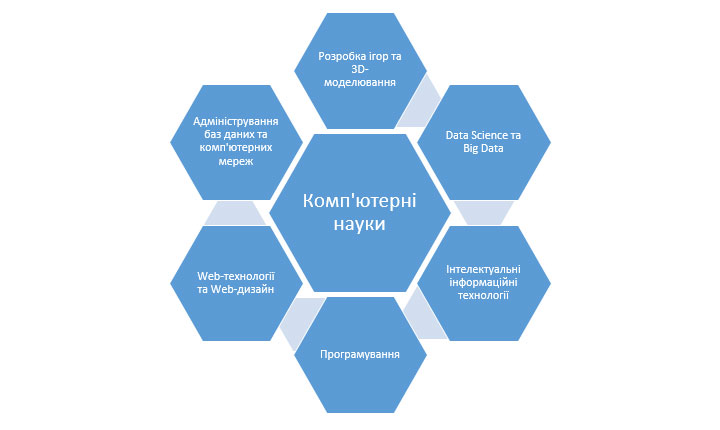 Розробка ігор та
3D-
моделювання
Data Science та
Big Data
Інтелектуальні
інформаційні
технології
Програмування
Web-технології
та Web-дизайн
Адміністрування
баз даних та
комп'ютерних
мереж
Комп'ютерні
науки